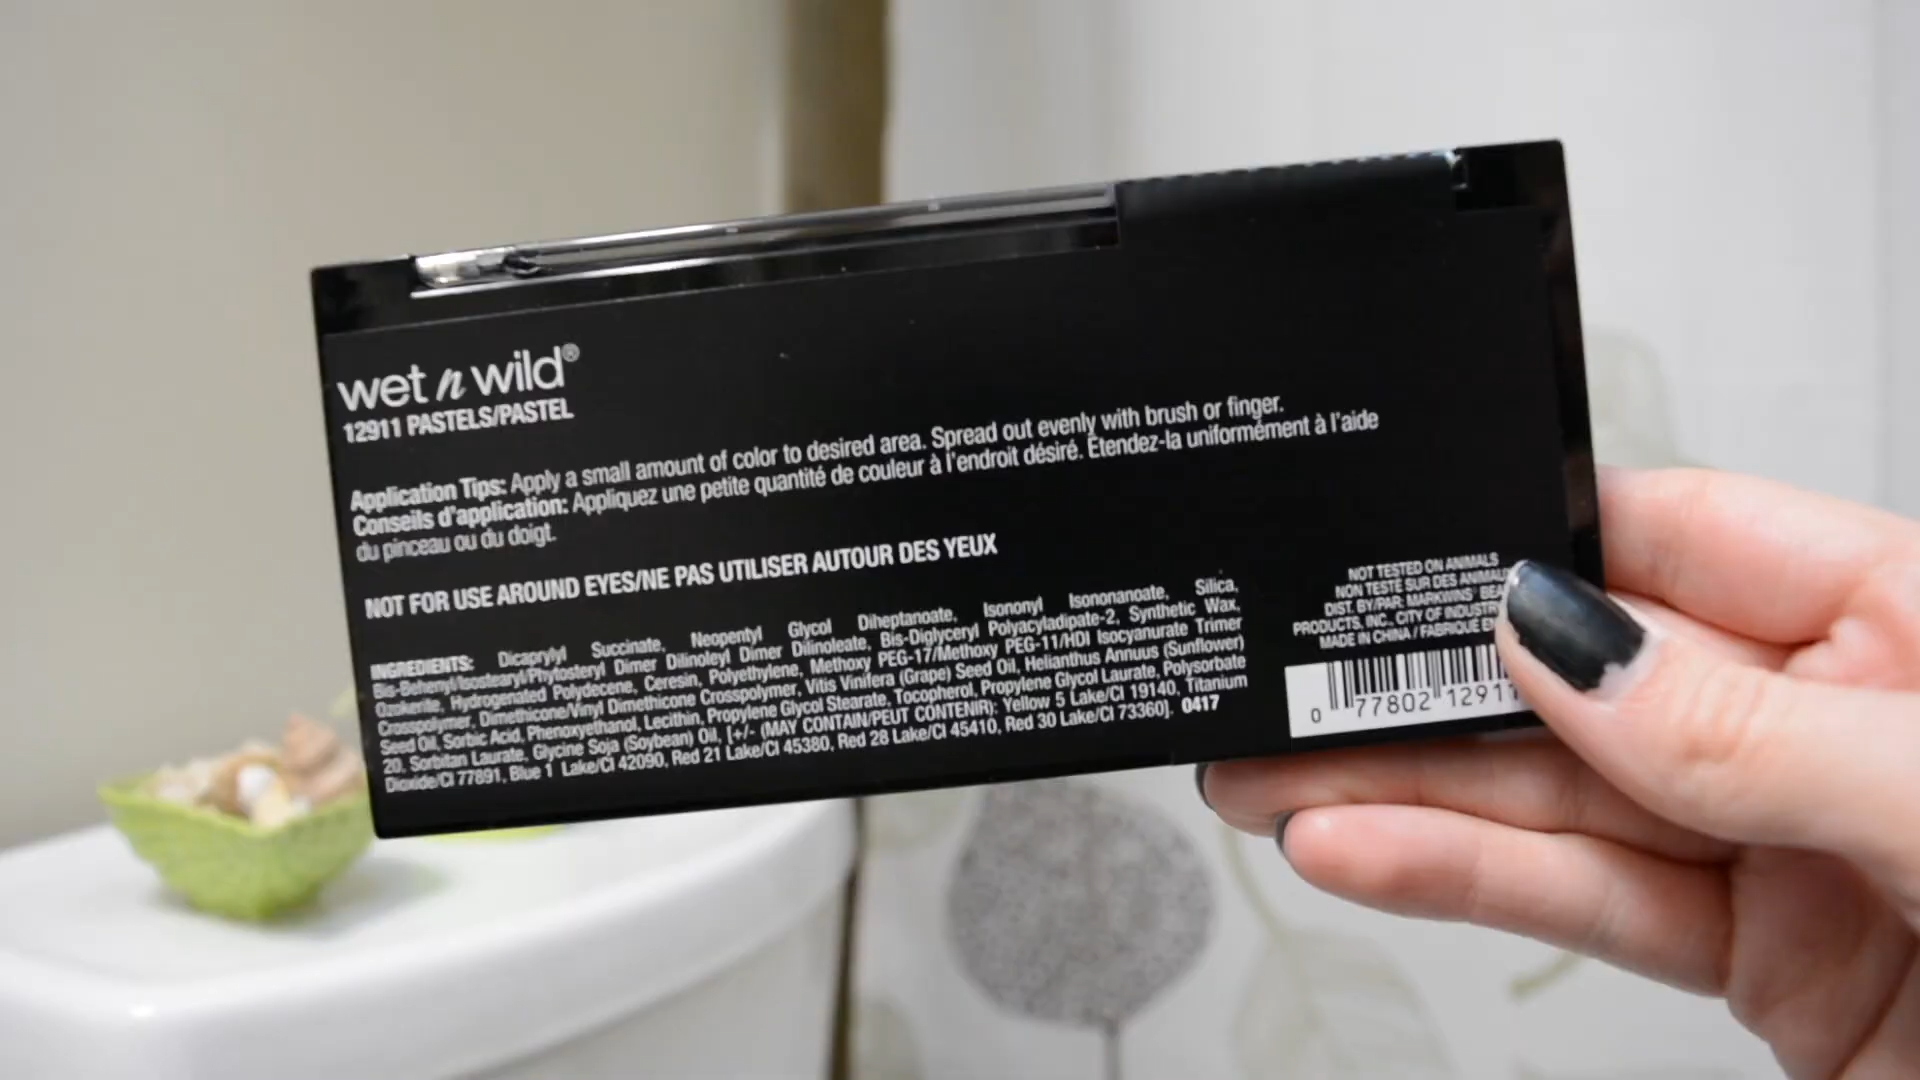 wet n wild®
12911 PASTELS/PASTEL
Application Tips: Apply a small amount of color to desired area. Spread out evenly with brush or finger.
Conseils d'application: Appliquez une petite quantité de couleur à l'endroit désiré. Étendez-la uniformément à l'aide
du pinceau ou du doigt.
NOT FOR USE AROUND EYES/NE PAS UTILISER AUTOUR DES YEUX
INGREDIENTS: Dicaprylyl Succinate, Neopentyl Glycol Diheptanoate, Isononyl Isononanoate, Silica,
Bis-Behenyl/Isostearyl/Phytosteryl Dimer Dilinoleyl Dimer Dilinoleate, Bis-Diglyceryl Polyacyladipate-2, Synthetic Wax,
Ozokerite, Hydrogenated Polydecene, Ceresin, Polyethylene, Methoxy PEG-17/Methoxy PEG-11/HDI Isocyanurate Trimer
Crosspolymer, Dimethicone/Vinyl Dimethicone Crosspolymer, Vitis Vinifera (Grape) Seed Oil, Helianthus Annuus (Sunflower)
Seed Oil, Sorbic Acid, Phenoxyethanol, Lecithin, Propylene Glycol Stearate, Tocopherol, Propylene Glycol Laurate, Polysorbate
20, Sorbitan Laurate, Glycine Soja (Soybean) Oil, [+/- (MAY CONTAIN/PEUT CONTENIR): Yellow 5 Lake/CI 19140, Titanium
Dioxide/CI 77891, Blue 1 Lake/CI 42090, Red 21 Lake/CI 45380, Red 28 Lake/CI 45410, Red 30 Lake/CI 73360]. 0417
NOT TESTED ON ANIMALS
NON TESTE SUR DES ANIMAU
DIST. BY/PAR: MARKWINS® BEA
PRODUCTS, INC., CITY OF INDUSTR
MADE IN CHINA / FABRIQUÉ EN
0 77802 1291